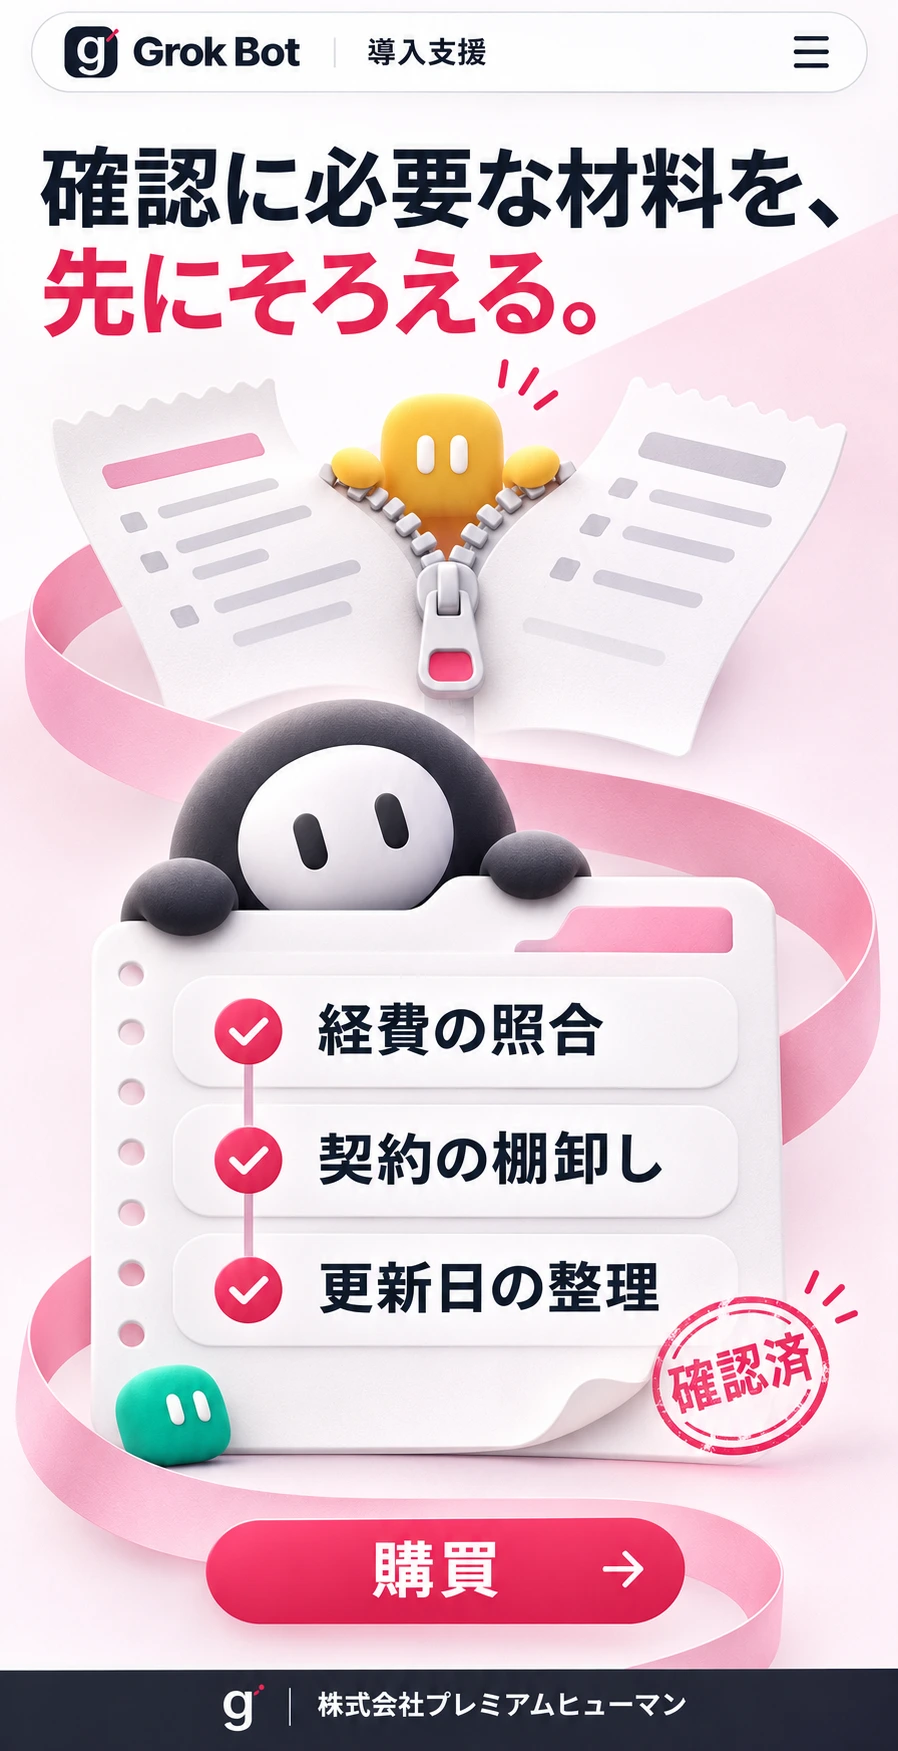 g Grok Bot 導入支援
確認に必要な材料を、
先にそろえる。
経費の照合
契約の棚卸し
更新日の整理
確認済
購買
g 株式会社プレミアムヒューマン